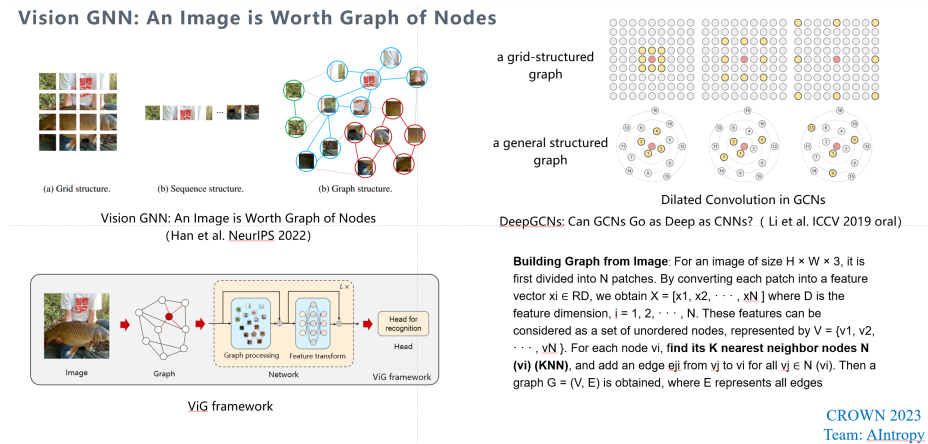 Vision GNN: An Image is Worth Graph of Nodes
a grid-structured
graph
a general structured
graph
(a) Grid structure.
(b) Sequence structure.
(b) Graph structure.
Vision GNN: An Image is Worth Graph of Nodes
(Han et al. NeurIPS 2022)
Dilated Convolution in GCNs
DeepGCNs: Can GCNs Go as Deep as CNNs? ( Li et al. ICCV 2019 oral)
L×
Graph processing
Feature transform
Head for
recognition
Image
Graph
Network
Head
ViG framework
ViG framework
Building Graph from Image: For an image of size H × W × 3, it is
first divided into N patches. By converting each patch into a feature
vector xi ∈ RD, we obtain X = [x1, x2, · · · , xN ] where D is the
feature dimension, i = 1, 2, · · · , N. These features can be
considered as a set of unordered nodes, represented by V = {v1, v2,
· · · , vN }. For each node vi, find its K nearest neighbor nodes N
(vi) (KNN), and add an edge eji from vj to vi for all vj ∈ N (vi). Then a
graph G = (V, E) is obtained, where E represents all edges
CROWN 2023
Team: AIntropy